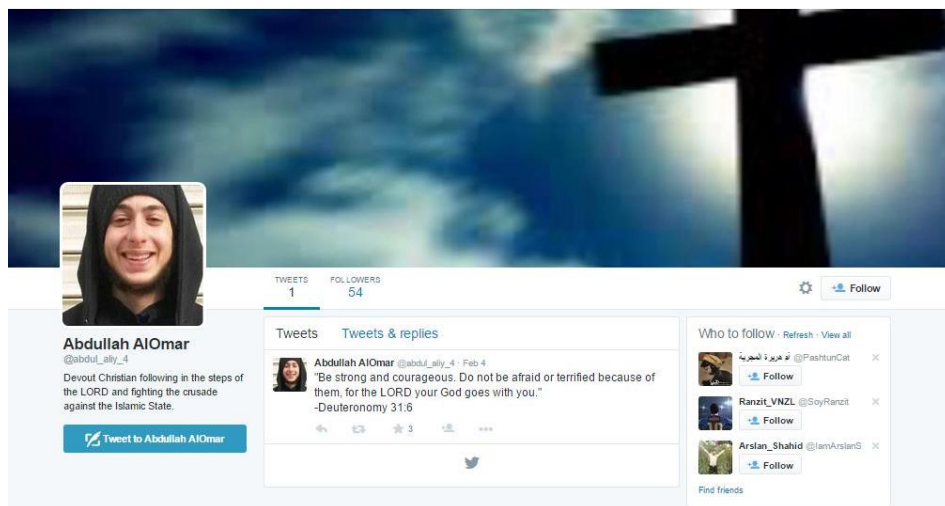 TWEETS
1
FOLLOWERS
54
Follow
Abdullah AlOmar
@abdul_aliy_4
Devout Christian following in the steps of
the LORD and fighting the crusade
against the Islamic State.
Tweet to Abdullah AlOmar
Tweets Tweets & replies
Abdullah AlOmar @abdul_aliy_4 · Feb 4
"Be strong and courageous. Do not be afraid or terrified because of
them, for the LORD your God goes with you."
-Deuteronomy 31:6
3
Who to follow · Refresh · View all
هريرة @PashtunCat
Follow
Ranzit_VNZL @SoyRanzit
Follow
Arslan_Shahid @IamArslanS
Follow
Find friends